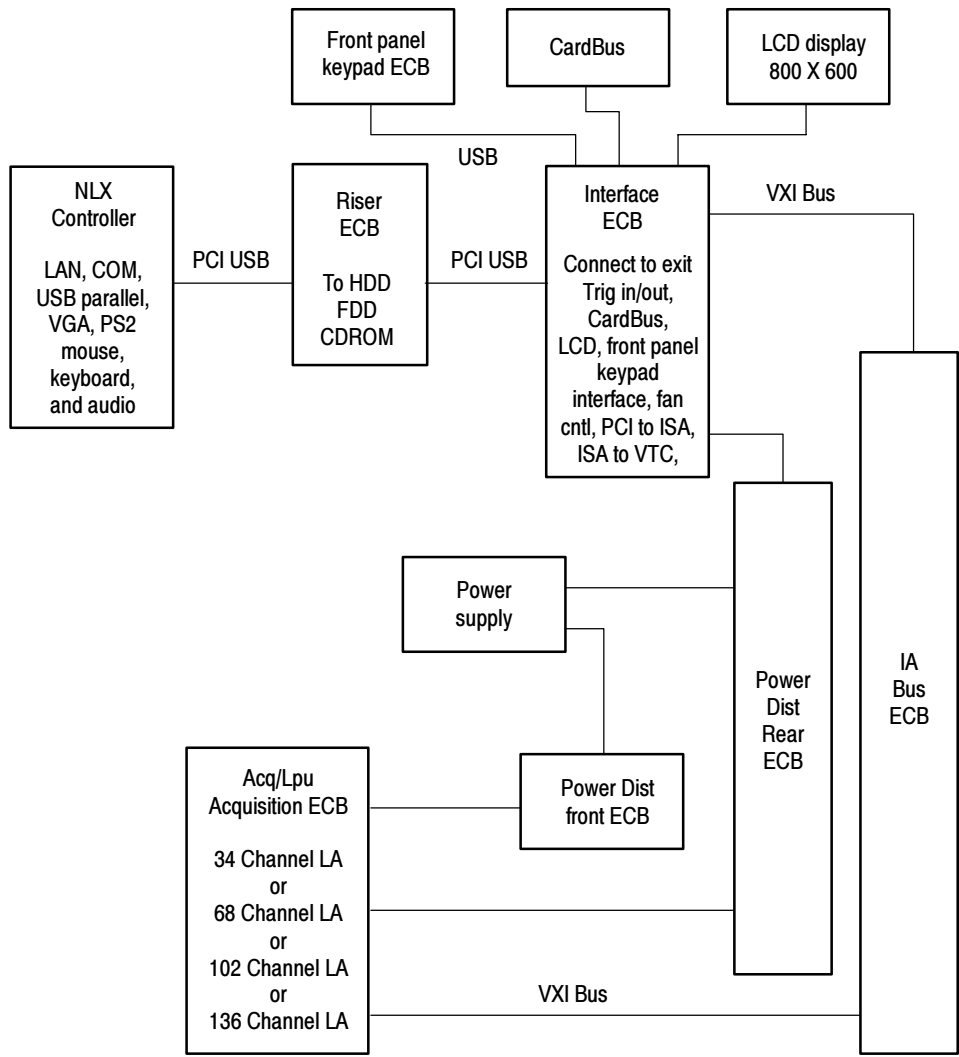 Front panel
keypad ECB
CardBus
LCD display
800 X 600
USB
NLX
Controller
LAN, COM,
USB parallel,
VGA, PS2
mouse,
keyboard,
and audio
PCI USB
Riser
ECB
To HDD
FDD
CDROM
PCI USB
Interface
ECB
Connect to exit
Trig in/out,
CardBus,
LCD, front panel
keypad
interface, fan
cntl, PCI to ISA,
ISA to VTC,
VXI Bus
Power
supply
Power
Dist
Rear
ECB
IA
Bus
ECB
Acq/Lpu
Acquisition ECB
34 Channel LA
or
68 Channel LA
or
102 Channel LA
or
136 Channel LA
Power Dist
front ECB
VXI Bus